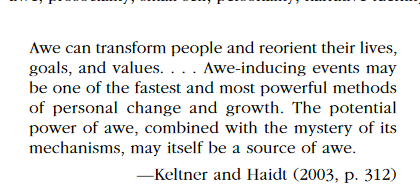 Awe can transform people and reorient their lives,
goals, and values. . . . Awe-inducing events may
be one of the fastest and most powerful methods
of personal change and growth. The potential
power of awe, combined with the mystery of its
mechanisms, may itself be a source of awe.
—Keltner and Haidt (2003, p. 312)